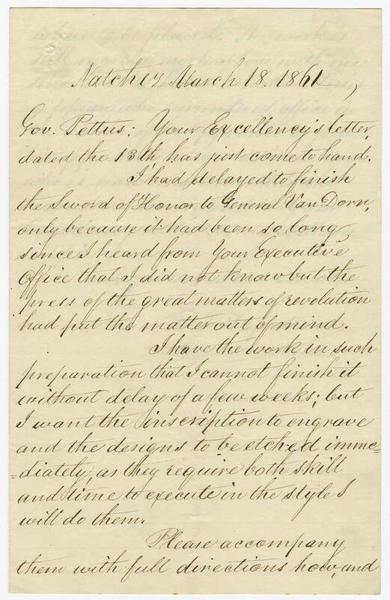 Natchez March 18. 1861,
Gov. Pettus: Your Excellency's letter,
dated the 13th, has just come to hand.
I had delayed to finish
the Sword of Honor to General Van Dorn,
only because it had been so long
since I heard from Your Executive
Office that I did not know but the
press of the great matters of revolution
had put the matter out of mind.
I have the work in such
preparation that I cannot finish it
without delay of a few weeks; but
I want the inscription to engrave
and the designs to be etched imme=
=diately, as they require both skill
and time to execute in the style I
will do them.
Please accompany
them with full directions how, and